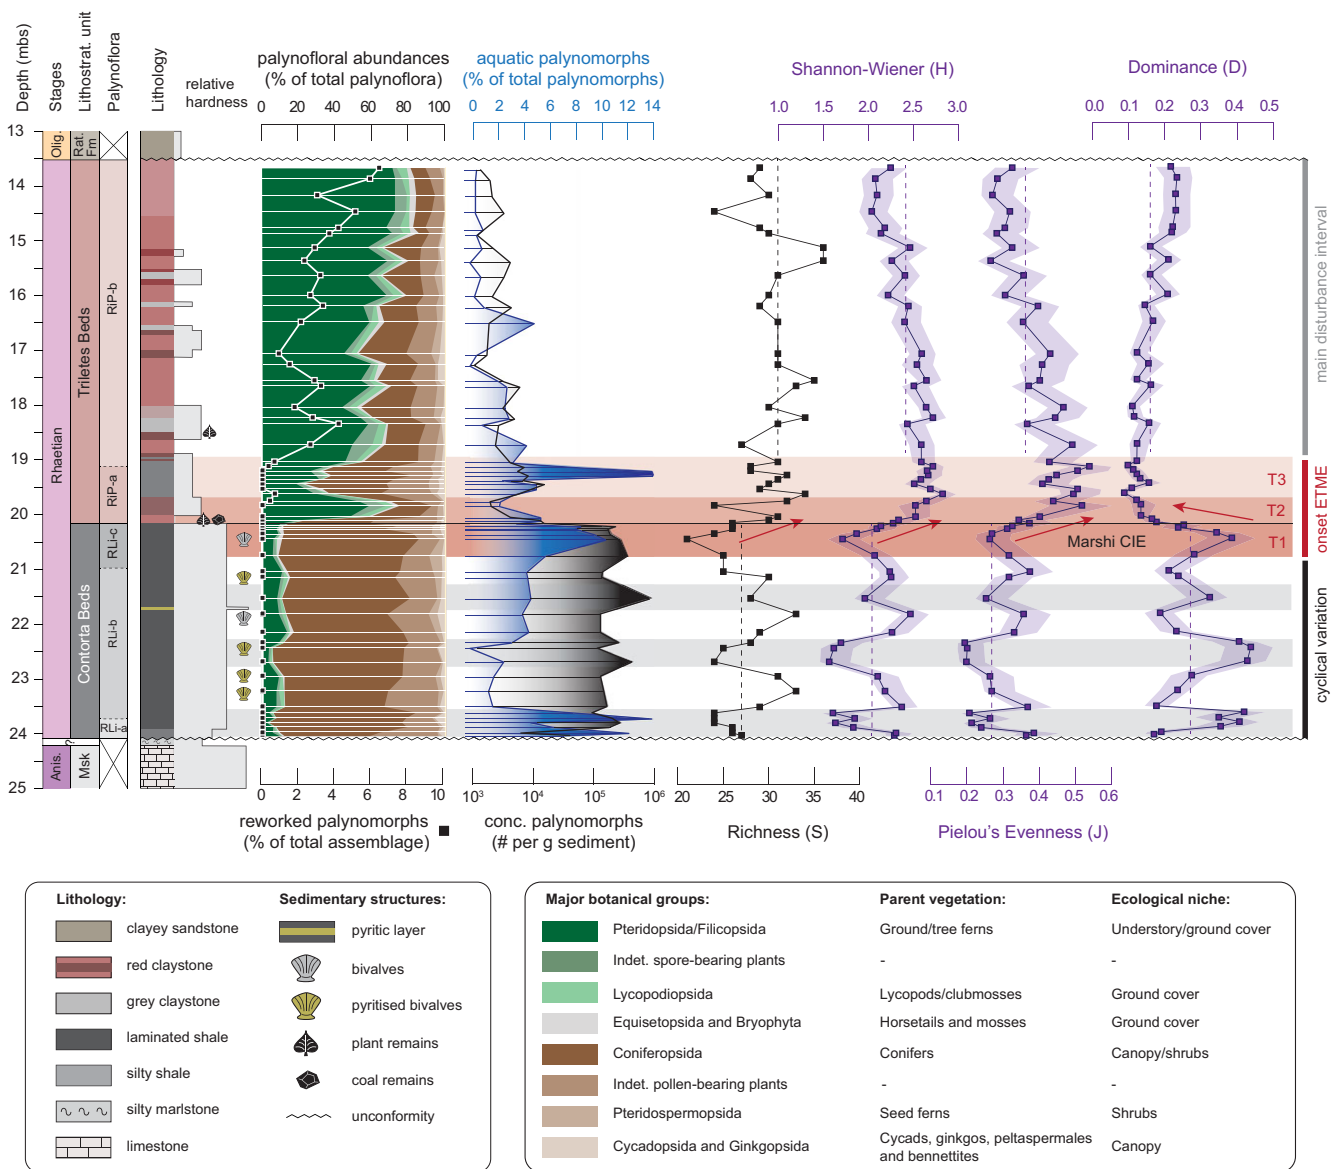 Depth (mbs)
Stages
Lithostrat. unit
Palynoflora
Lithology
relative
hardness
palynofloral abundances
(% of total palynoflora)
0 20 40 60 80 100
aquatic palynomorphs
(% of total palynomorphs)
0 2 4 6 8 10 12 14
Shannon-Wiener (H)
1.0 1.5 2.0 2.5 3.0
Dominance (D)
0.0 0.1 0.2 0.3 0.4 0.5
13
14
15
16
17
18
19
20
21
22
23
24
25
Olig.
Rhaetian
Anis.
Rat.
Fm
Triletes Beds
Contorta Beds
?
Msk
RiP-b
RiP-a
RLi-c
RLi-b
RLi-a
main disturbance interval
T3
T2
T1
onset ETME
Marshi CIE
cyclical variation
0 2 4 6 8 10
reworked palynomorphs
(% of total assemblage)
10³ 10⁴ 10⁵ 10⁶
conc. palynomorphs
(# per g sediment)
20 25 30 35 40
Richness (S)
0.1 0.2 0.3 0.4 0.5 0.6
Pielou's Evenness (J)
Lithology:
clayey sandstone
red claystone
grey claystone
laminated shale
silty shale
silty marlstone
limestone
Sedimentary structures:
pyritic layer
bivalves
pyritised bivalves
plant remains
coal remains
unconformity
Major botanical groups: Parent vegetation: Ecological niche:
Pteridopsida/Filicopsida Ground/tree ferns Understory/ground cover
Indet. spore-bearing plants - -
Lycopodiopsida Lycopods/clubmosses Ground cover
Equisetopsida and Bryophyta Horsetails and mosses Ground cover
Coniferopsida Conifers Canopy/shrubs
Indet. pollen-bearing plants - -
Pteridospermopsida Seed ferns Shrubs
Cycadopsida and Ginkgopsida Cycads, ginkgos, peltaspermales Canopy
and bennettites